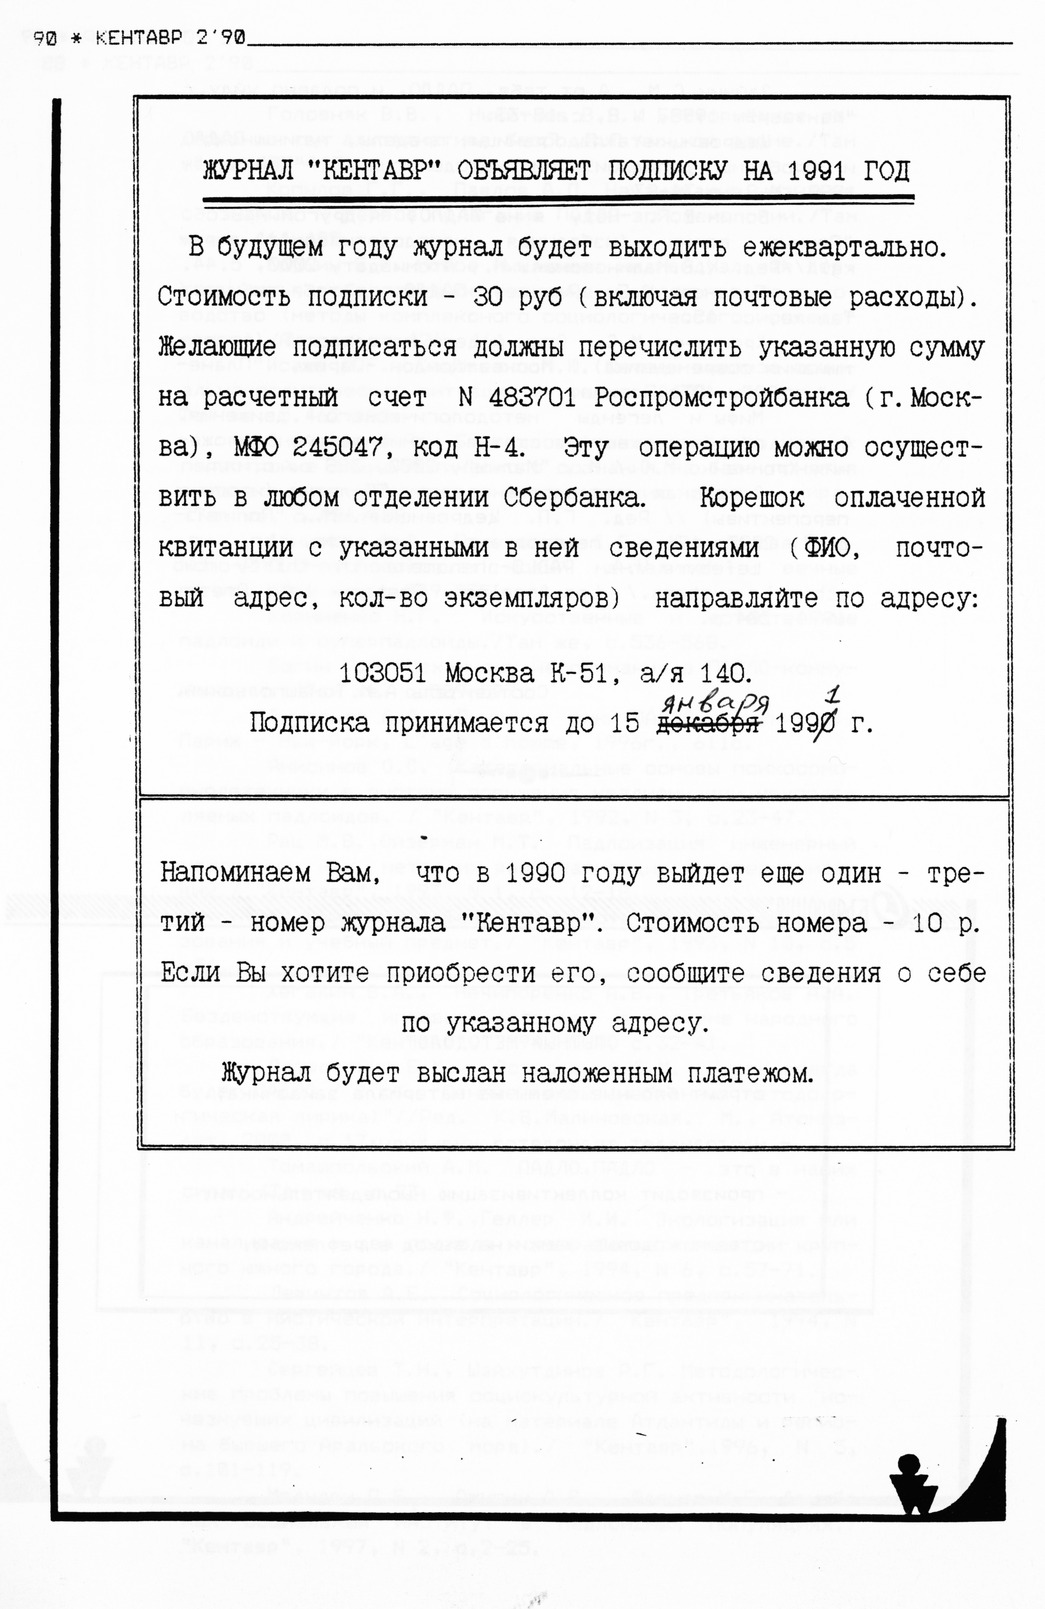 90 * КЕНТАВР 2'90
ЖУРНАЛ "КЕНТАВР" ОБЪЯВЛЯЕТ ПОДПИСКУ НА 1991 ГОД
В будущем году журнал будет выходить ежеквартально.
Стоимость подписки - 30 руб (включая почтовые расходы).
Желающие подписаться должны перечислить указанную сумму
на расчетный счет N 483701 Роспромстройбанка (г. Моск-
ва), МФО 245047, код Н-4. Эту операцию можно осущест-
вить в любом отделении Сбербанка. Корешок оплаченной
квитанции с указанными в ней сведениями (ФИО, почто-
вый адрес, кол-во экземпляров) направляйте по адресу:
103051 Москва К-51, а/я 140.
января 1
Подписка принимается до 15 декабря 1990 г.
Напоминаем Вам, что в 1990 году выйдет еще один - тре-
тий - номер журнала "Кентавр". Стоимость номера - 10 р.
Если Вы хотите приобрести его, сообщите сведения о себе
по указанному адресу.
Журнал будет выслан наложенным платежом.